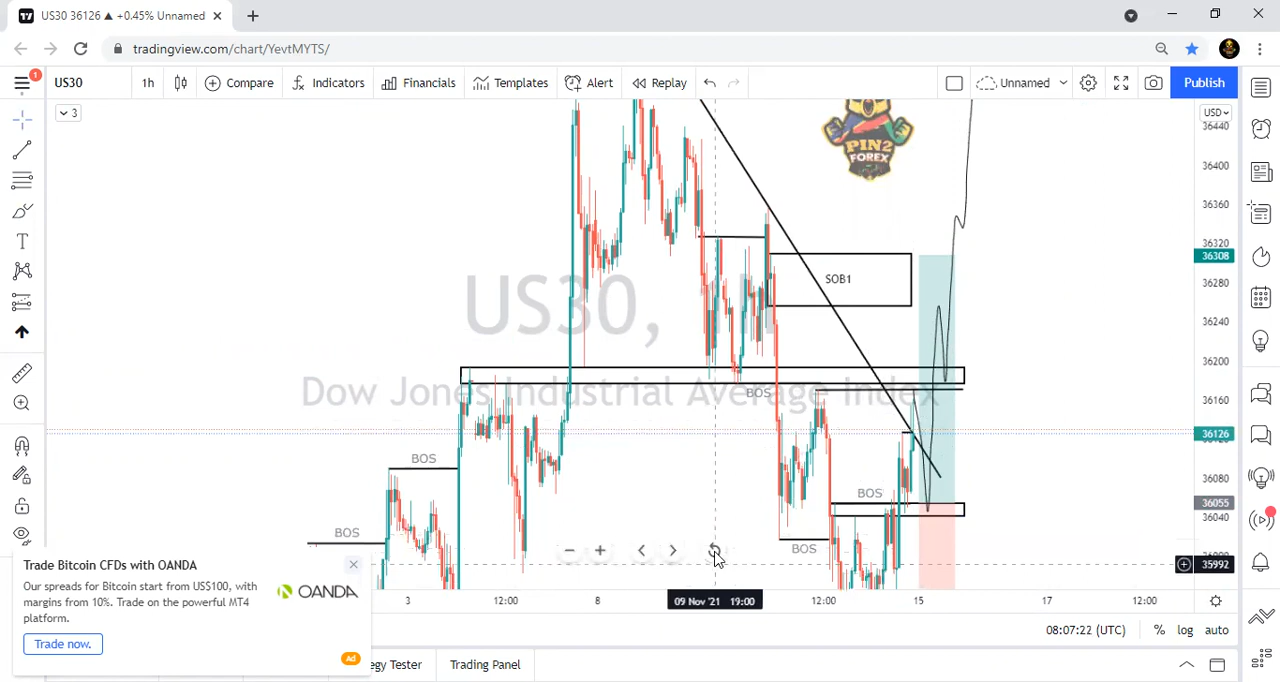 US30 36126 ▲ +0.45% Unnamed
tradingview.com/chart/YevtMYTS/
1
US30 1h Compare Indicators Financials Templates Alert Replay Unnamed Publish
3
USD
36440
36400
36360
36320
36308
36280
36240
36200
36160
36126
36080
36055
36040
35992
PIN2
FOREX
SOB1
US30, 1h
Dow Jones Industrial Average Index
BOS
BOS
BOS
BOS
BOS
Trade Bitcoin CFDs with OANDA
Our spreads for Bitcoin start from US$100, with
margins from 10%. Trade on the powerful MT4
platform.
OANDA
Trade now.
Ad
3 12:00 8 09 Nov '21 19:00 12:00 15 17 12:00
08:07:22 (UTC) % log auto
egy Tester Trading Panel